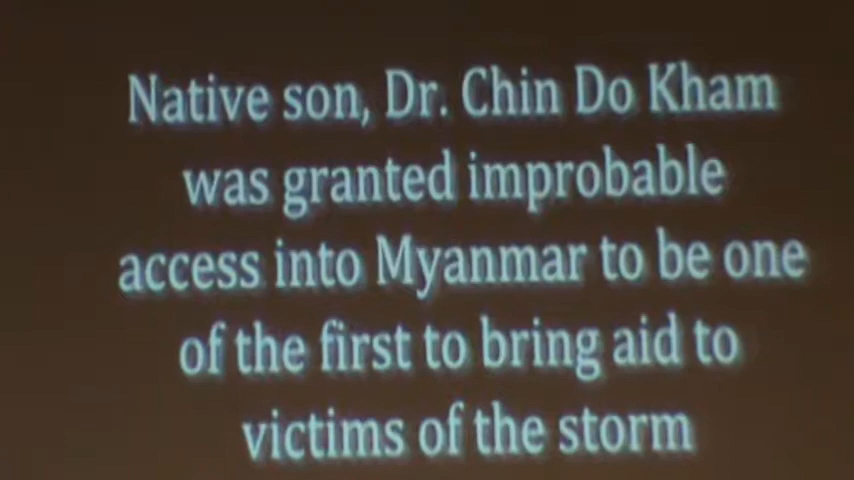 Native son, Dr. Chin Do Kham
was granted improbable
access into Myanmar to be one
of the first to bring aid to
victims of the storm